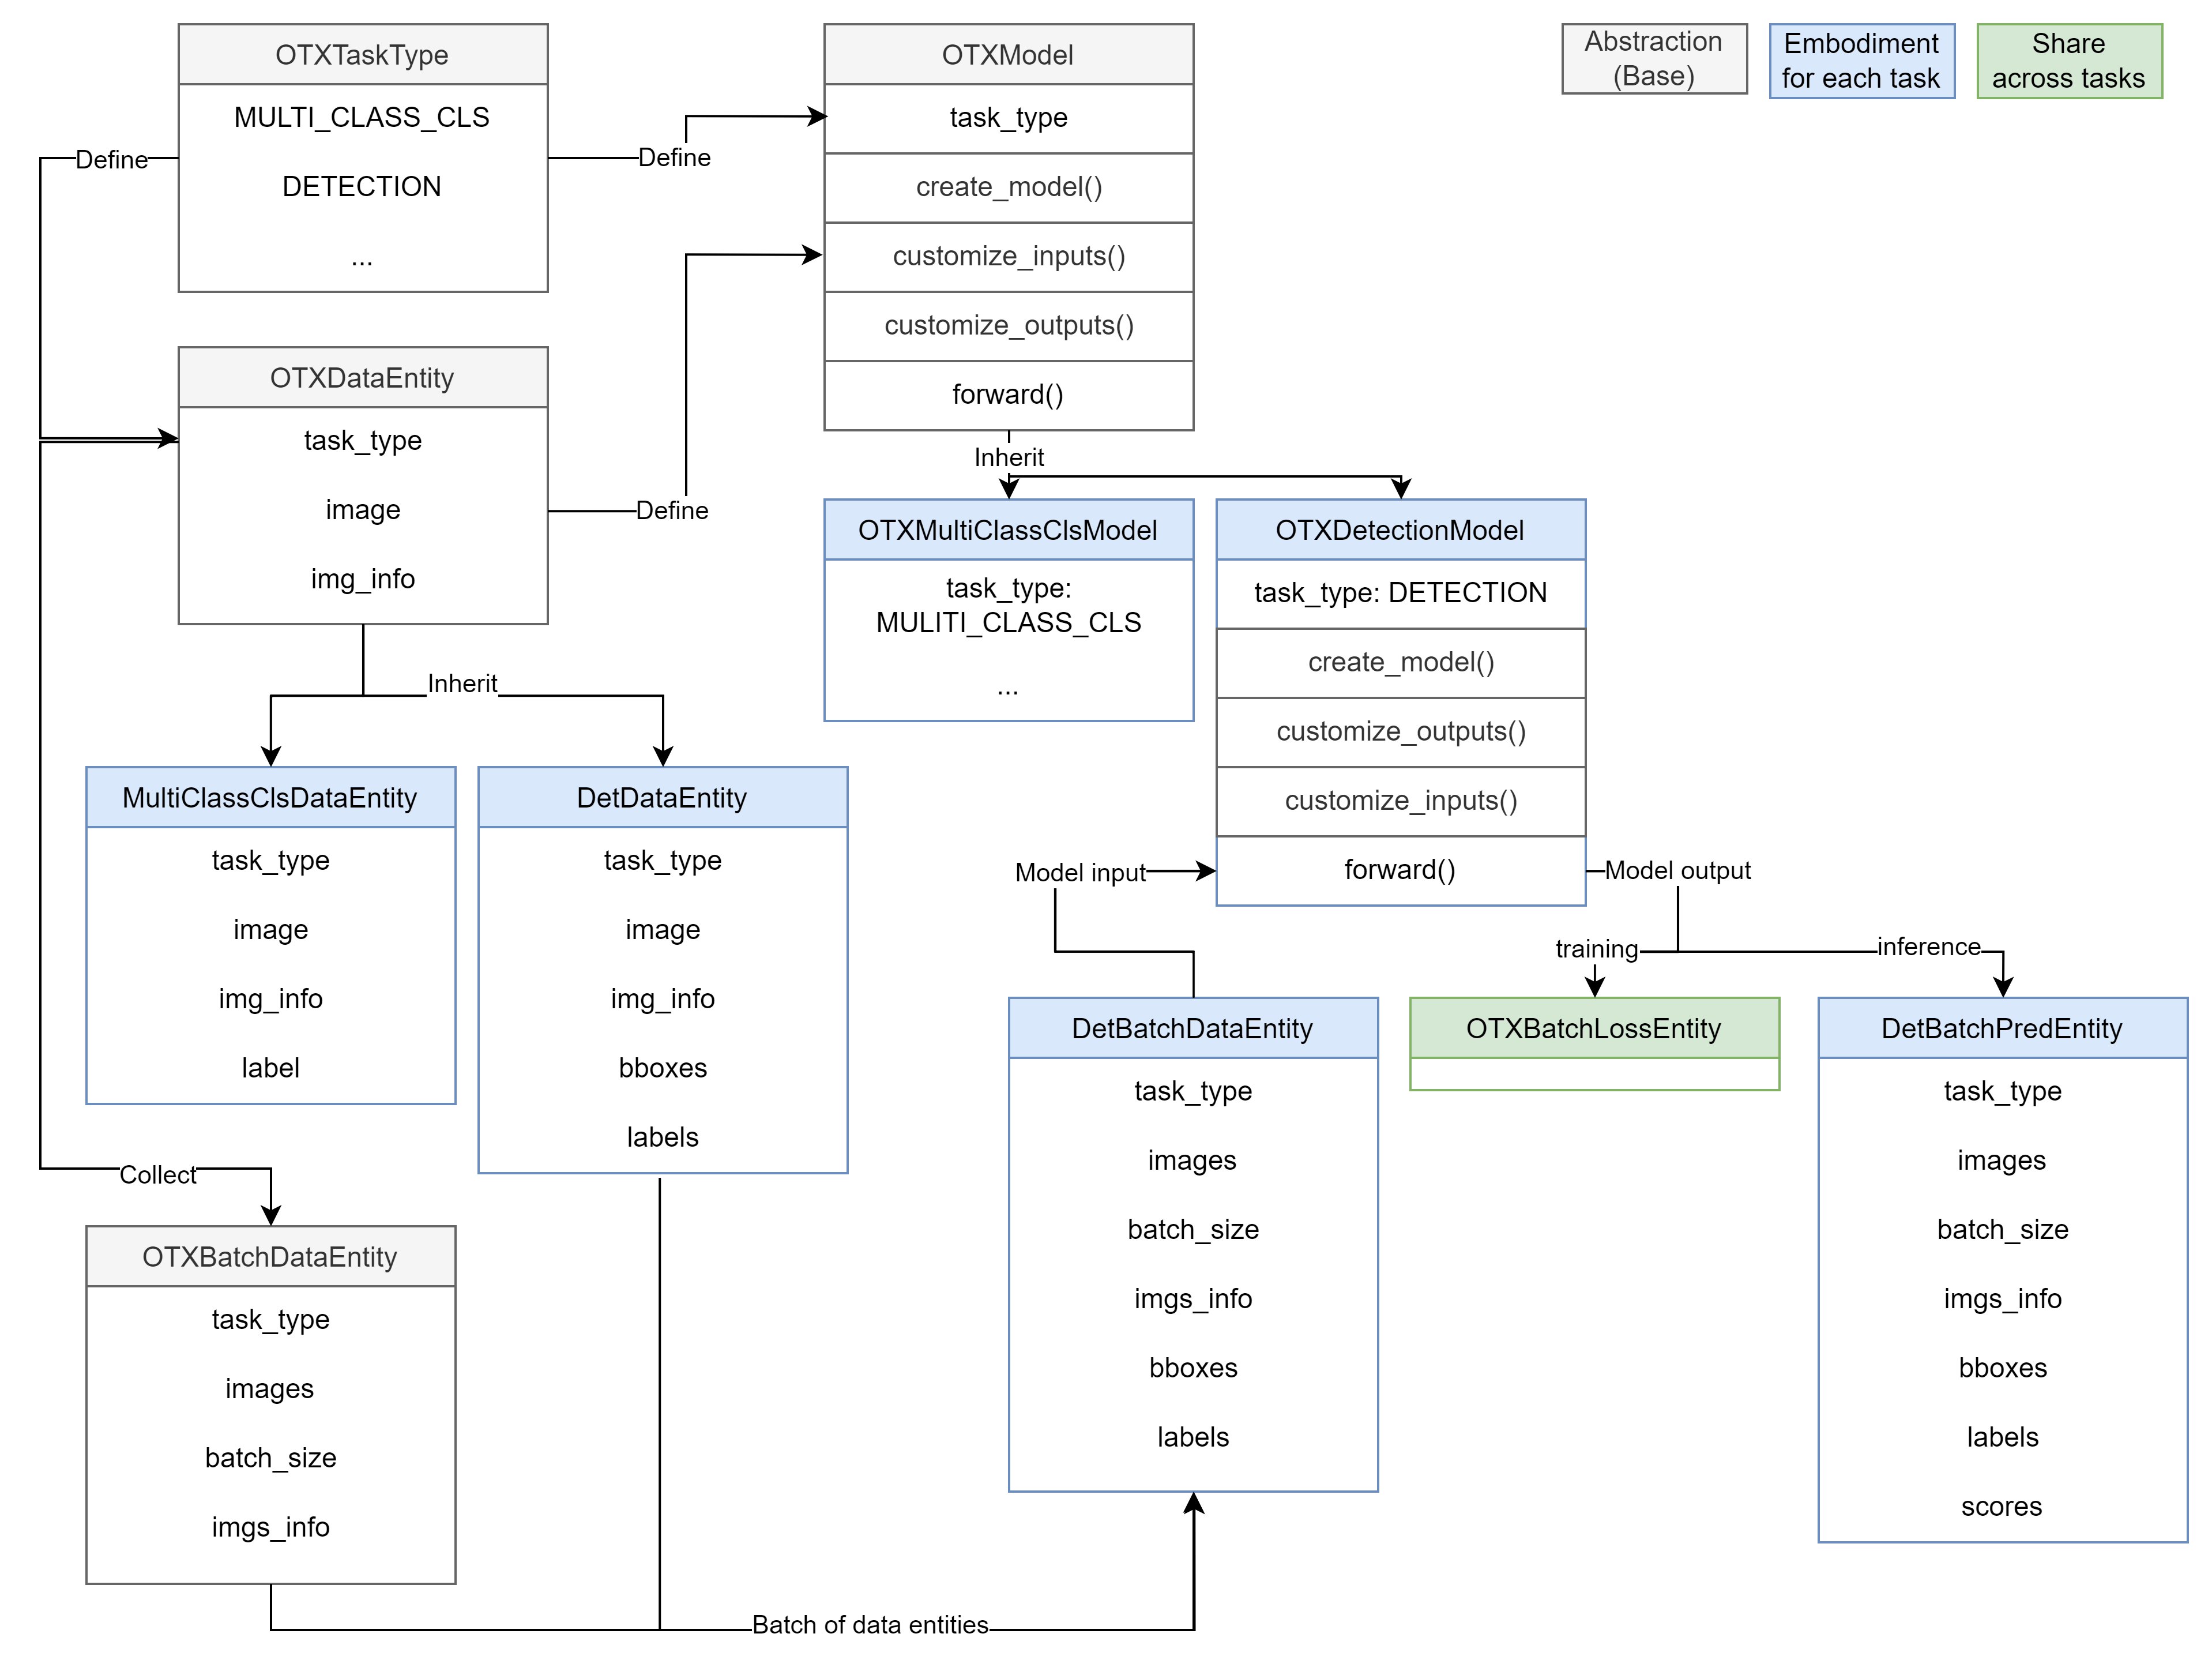 OTXTaskType
MULTI_CLASS_CLS
DETECTION
...
Define
Define
OTXModel
task_type
create_model()
customize_inputs()
customize_outputs()
forward()
Abstraction
(Base)
Embodiment
for each task
Share
across tasks
OTXDataEntity
task_type
image
img_info
Define
Inherit
Inherit
OTXMultiClassClsModel
task_type:
MULITI_CLASS_CLS
...
OTXDetectionModel
task_type: DETECTION
create_model()
customize_outputs()
customize_inputs()
forward()
MultiClassClsDataEntity
task_type
image
img_info
label
DetDataEntity
task_type
image
img_info
bboxes
labels
Model input
Model output
training
inference
DetBatchDataEntity
task_type
images
batch_size
imgs_info
bboxes
labels
OTXBatchLossEntity
DetBatchPredEntity
task_type
images
batch_size
imgs_info
bboxes
labels
scores
Collect
OTXBatchDataEntity
task_type
images
batch_size
imgs_info
Batch of data entities